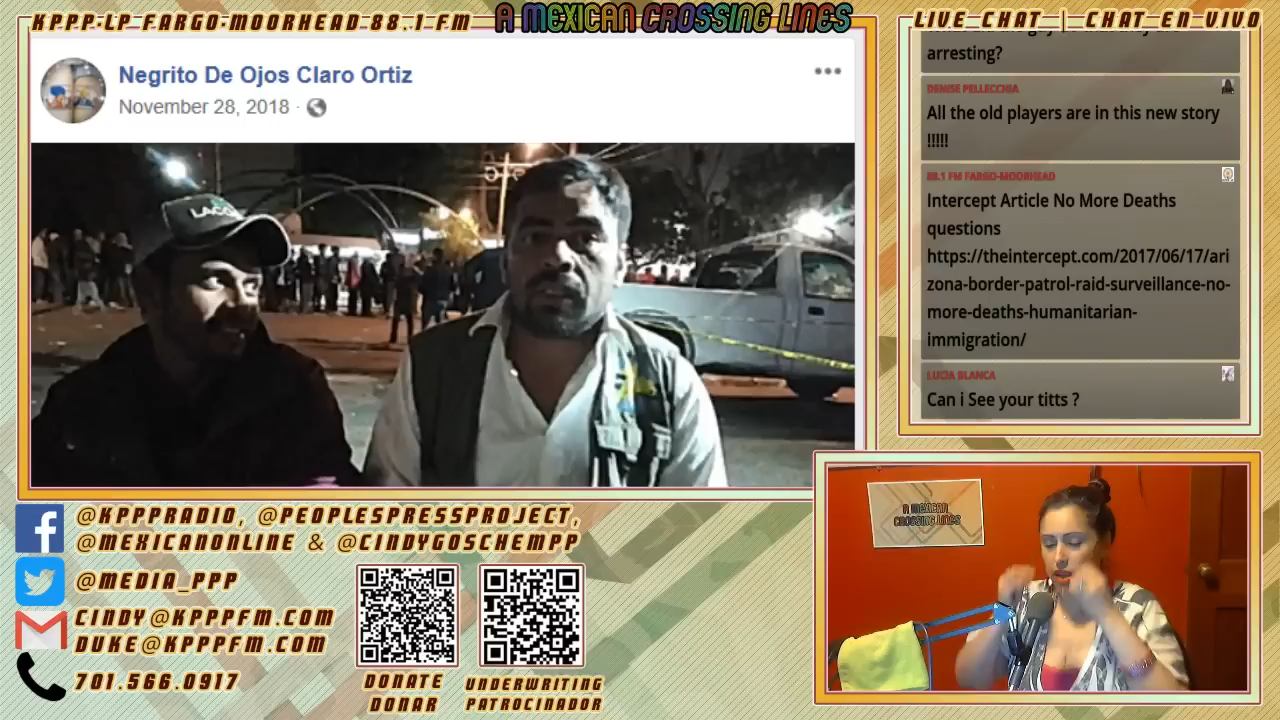 KPPP-LP FARGO-MOORHEAD 88.1 FM
A MEXICAN CROSSING LINES
LIVE CHAT | CHAT EN VIVO
Negrito De Ojos Claro Ortiz
November 28, 2018
arresting?
DENISE PELLECCHIA
All the old players are in this new story
!!!!!
88.1 FM FARGO-MOORHEAD
Intercept Article No More Deaths
questions
https://theintercept.com/2017/06/17/ari
zona-border-patrol-raid-surveillance-no-
more-deaths-humanitarian-
immigration/
LUCIA BLANCA
Can i See your titts ?
A MEXICAN
CROSSING LINES
@KPPPRADIO, @PEOPLESPRESSPROJECT,
@MEXICANONLINE & @CINDYGOSCHEMPP
@MEDIA_PPP
CINDY@KPPPFM.COM
DUKE@KPPPFM.COM
701.566.0917
DONATE
DONAR
UNDERWRITING
PATROCINADOR